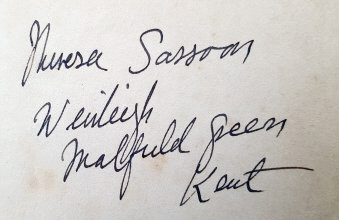 Theresa Sassoon
Weirleigh
Matfield Green
Kent